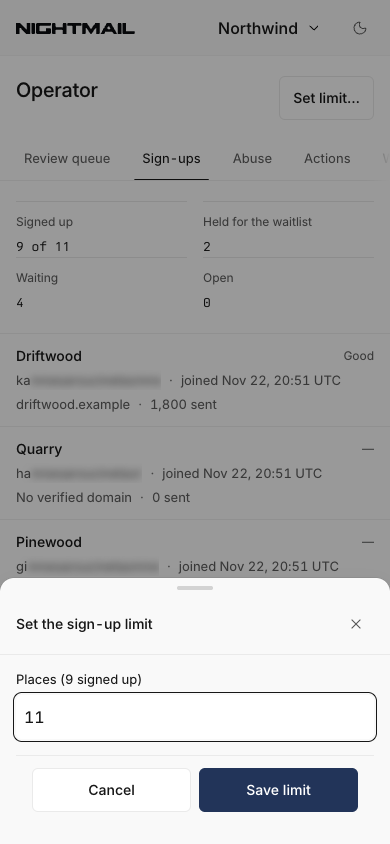 NIGHTMAIL
Northwind
Operator
Set limit...
Review queue Sign-ups Abuse Actions
Signed up Held for the waitlist
9 of 11 2
Waiting Open
4 0
Driftwood Good
ka · joined Nov 22, 20:51 UTC
driftwood.example · 1,800 sent
Quarry —
ha · joined Nov 22, 20:51 UTC
No verified domain · 0 sent
Pinewood —
gi · joined Nov 22, 20:51 UTC
Set the sign-up limit
Places (9 signed up)
11
Cancel Save limit